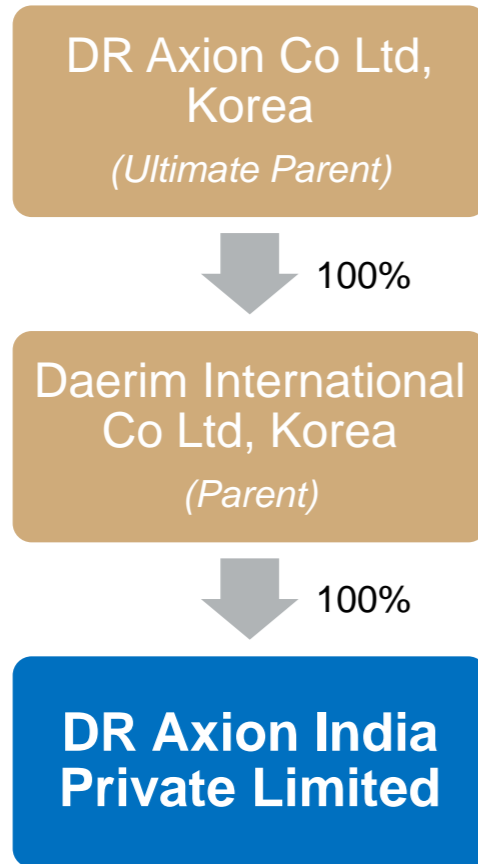 DR Axion Co Ltd,
Korea
(Ultimate Parent)
100%
Daerim International
Co Ltd, Korea
(Parent)
100%
DR Axion India
Private Limited